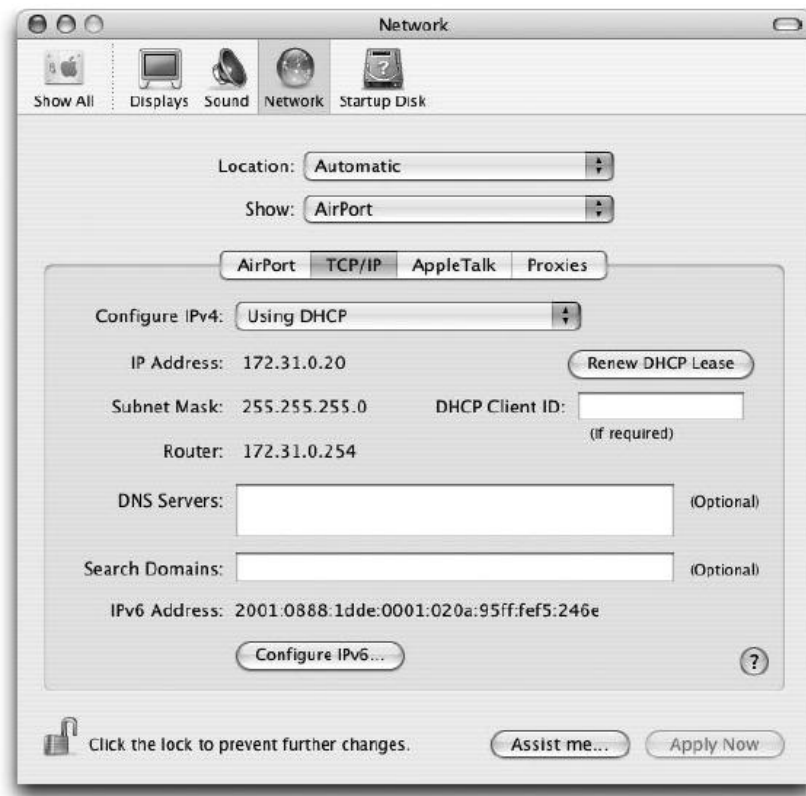 Network
Show All Displays Sound Network Startup Disk
Location: Automatic
Show: AirPort
AirPort TCP/IP AppleTalk Proxies
Configure IPv4: Using DHCP
IP Address: 172.31.0.20 Renew DHCP Lease
Subnet Mask: 255.255.255.0 DHCP Client ID:
(If required)
Router: 172.31.0.254
DNS Servers: (Optional)
Search Domains: (Optional)
IPv6 Address: 2001:0888:1dde:0001:020a:95ff:fef5:246e
Configure IPv6... ?
Click the lock to prevent further changes. Assist me... Apply Now